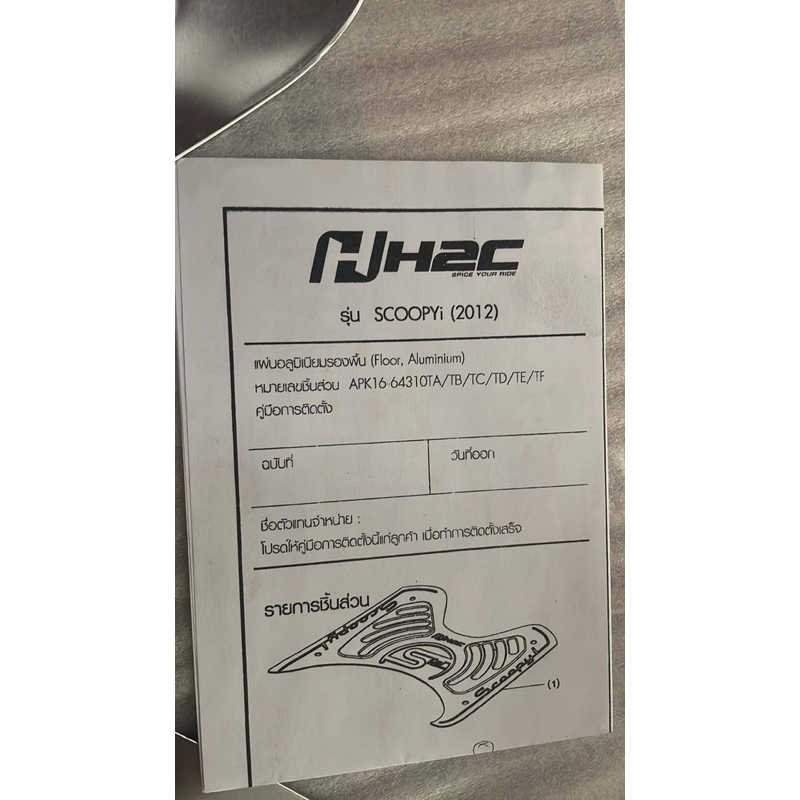 H2C
SPICE YOUR RIDE
รุ่น SCOOPYi (2012)
แผ่นอลูมิเนียมรองพื้น (Floor, Aluminium)
หมายเลขชิ้นส่วน APK16-64310TA/TB/TC/TD/TE/TF
คู่มือการติดตั้ง
ฉบับที่
วันที่ออก
ชื่อตัวแทนจำหน่าย :
โปรดให้คู่มือการติดตั้งนี้แก่ลูกค้า เมื่อทำการติดตั้งเสร็จ
รายการชิ้นส่วน
Scoopyi
H2C
Scoopyi
(1)